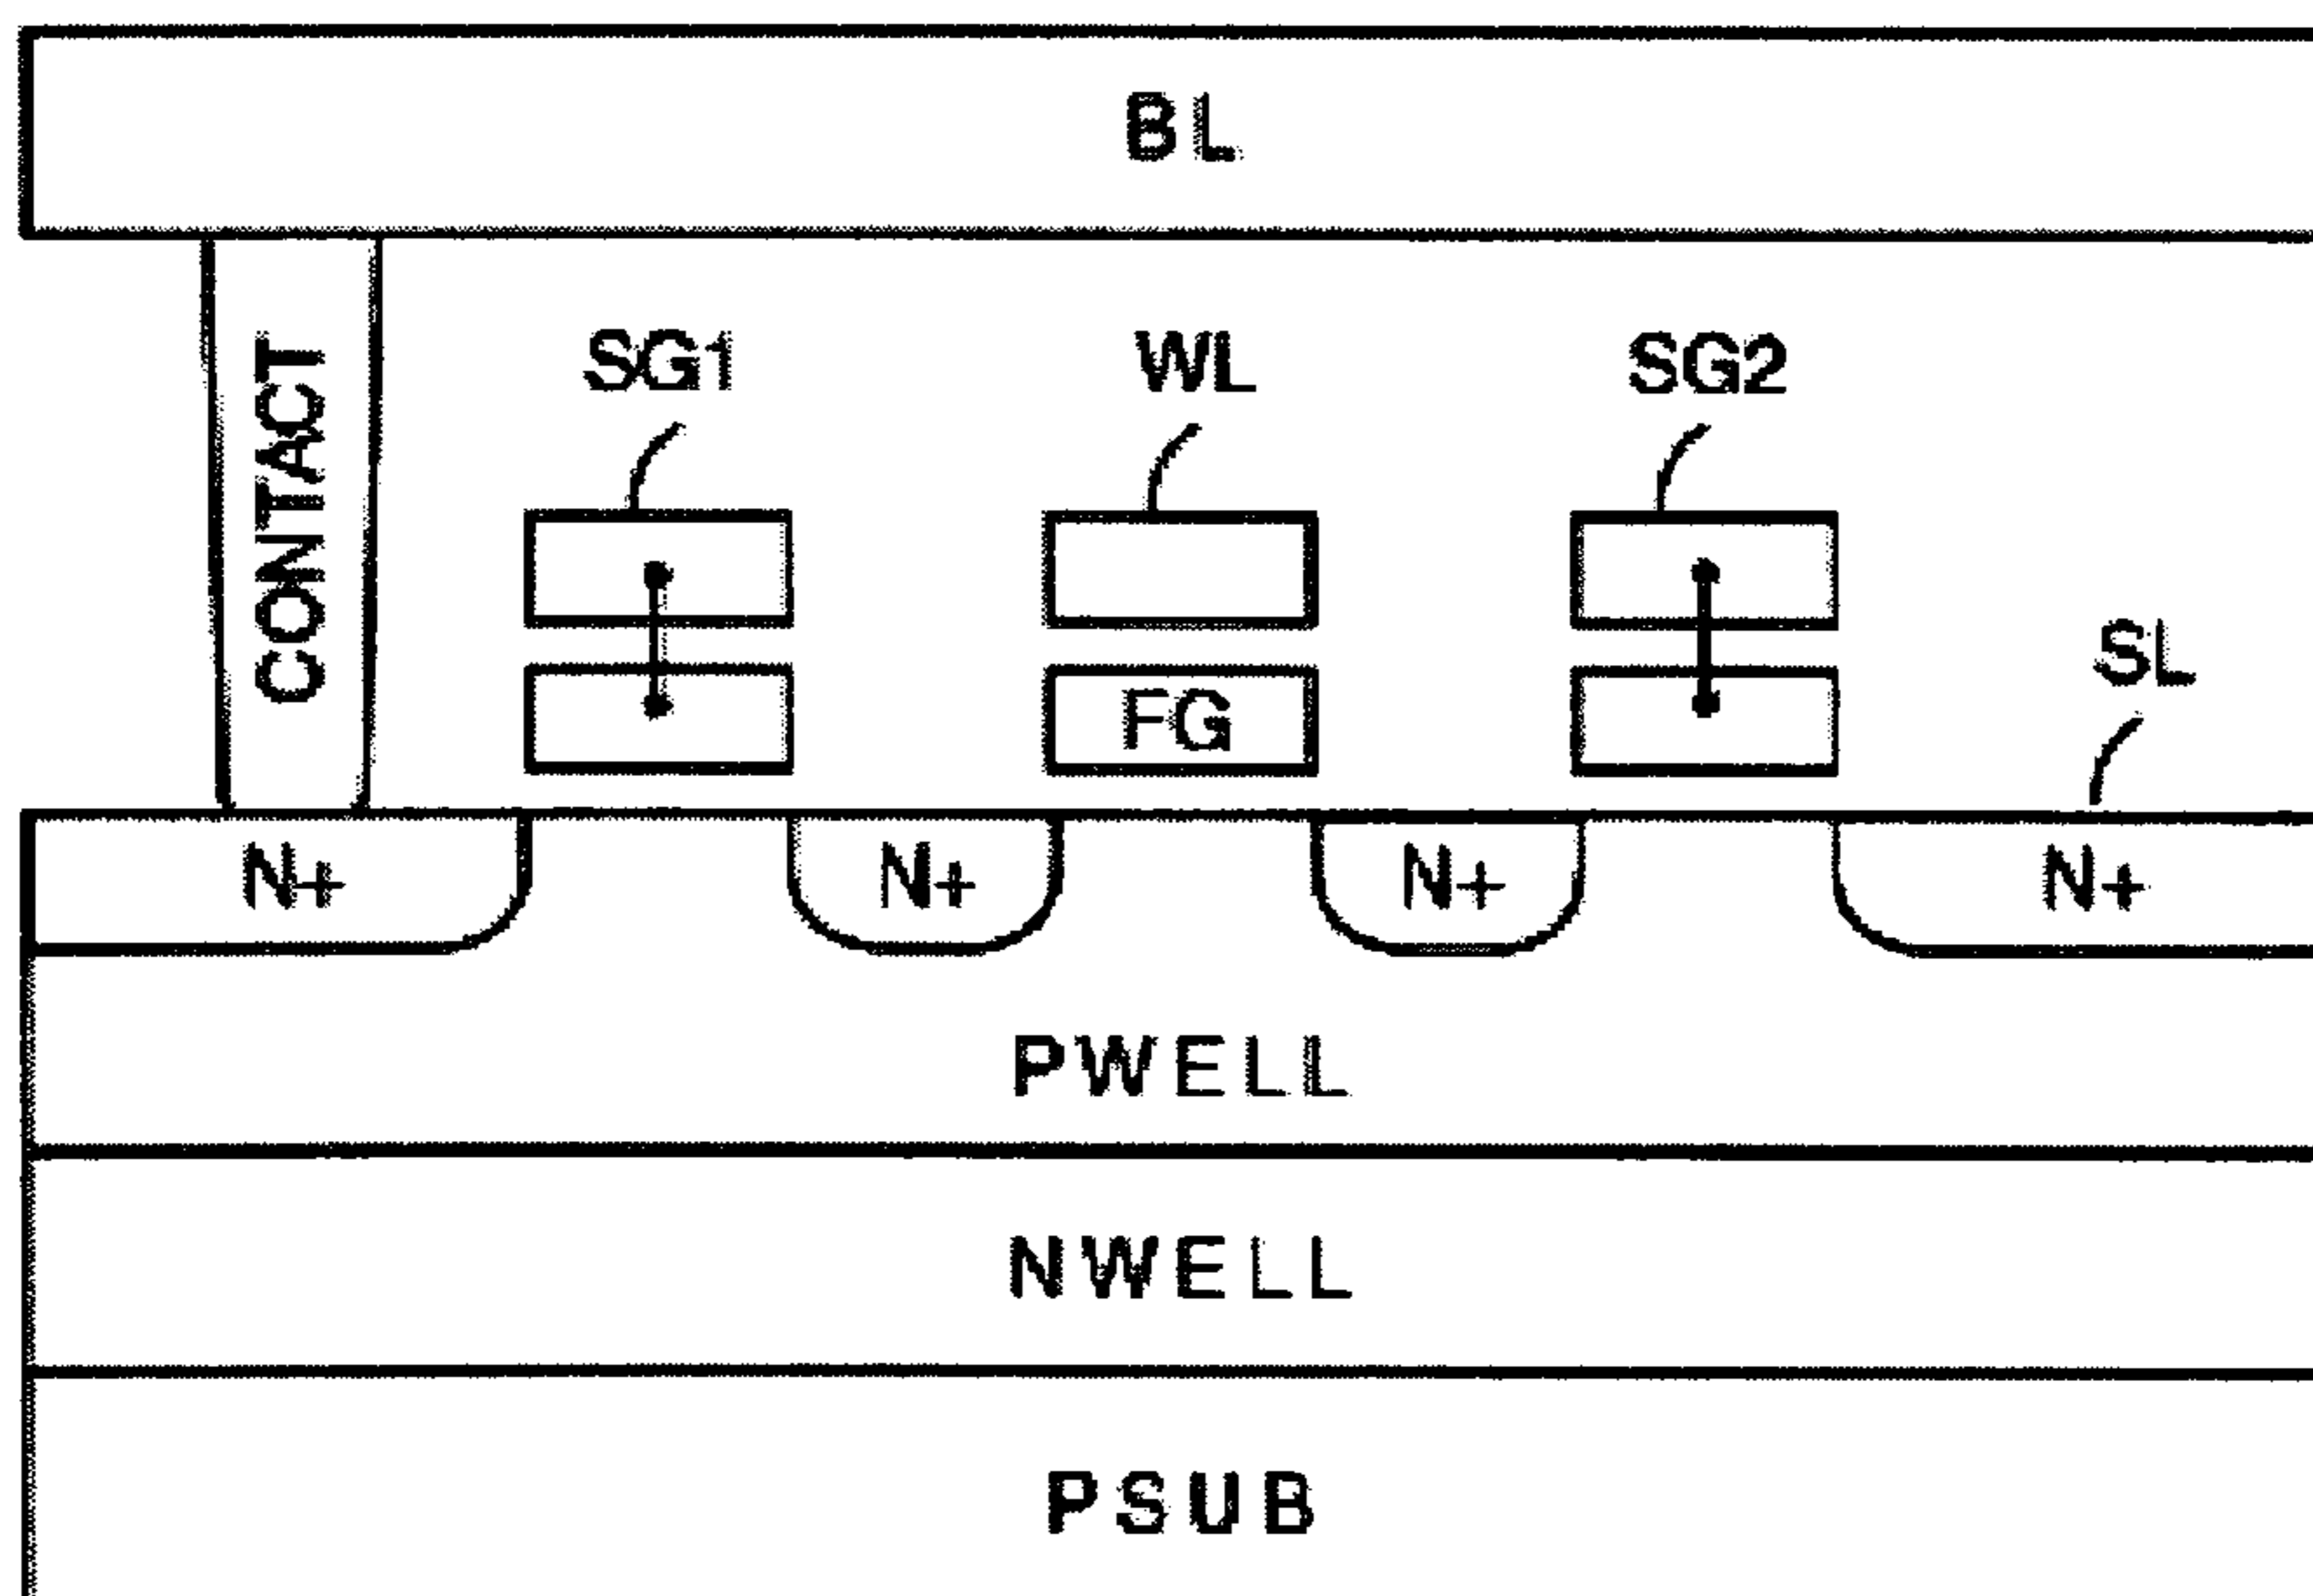 BL
CONTACT
SG1
WL
SG2
FG
SL
N+
N+
N+
N+
PWELL
NWELL
PSUB